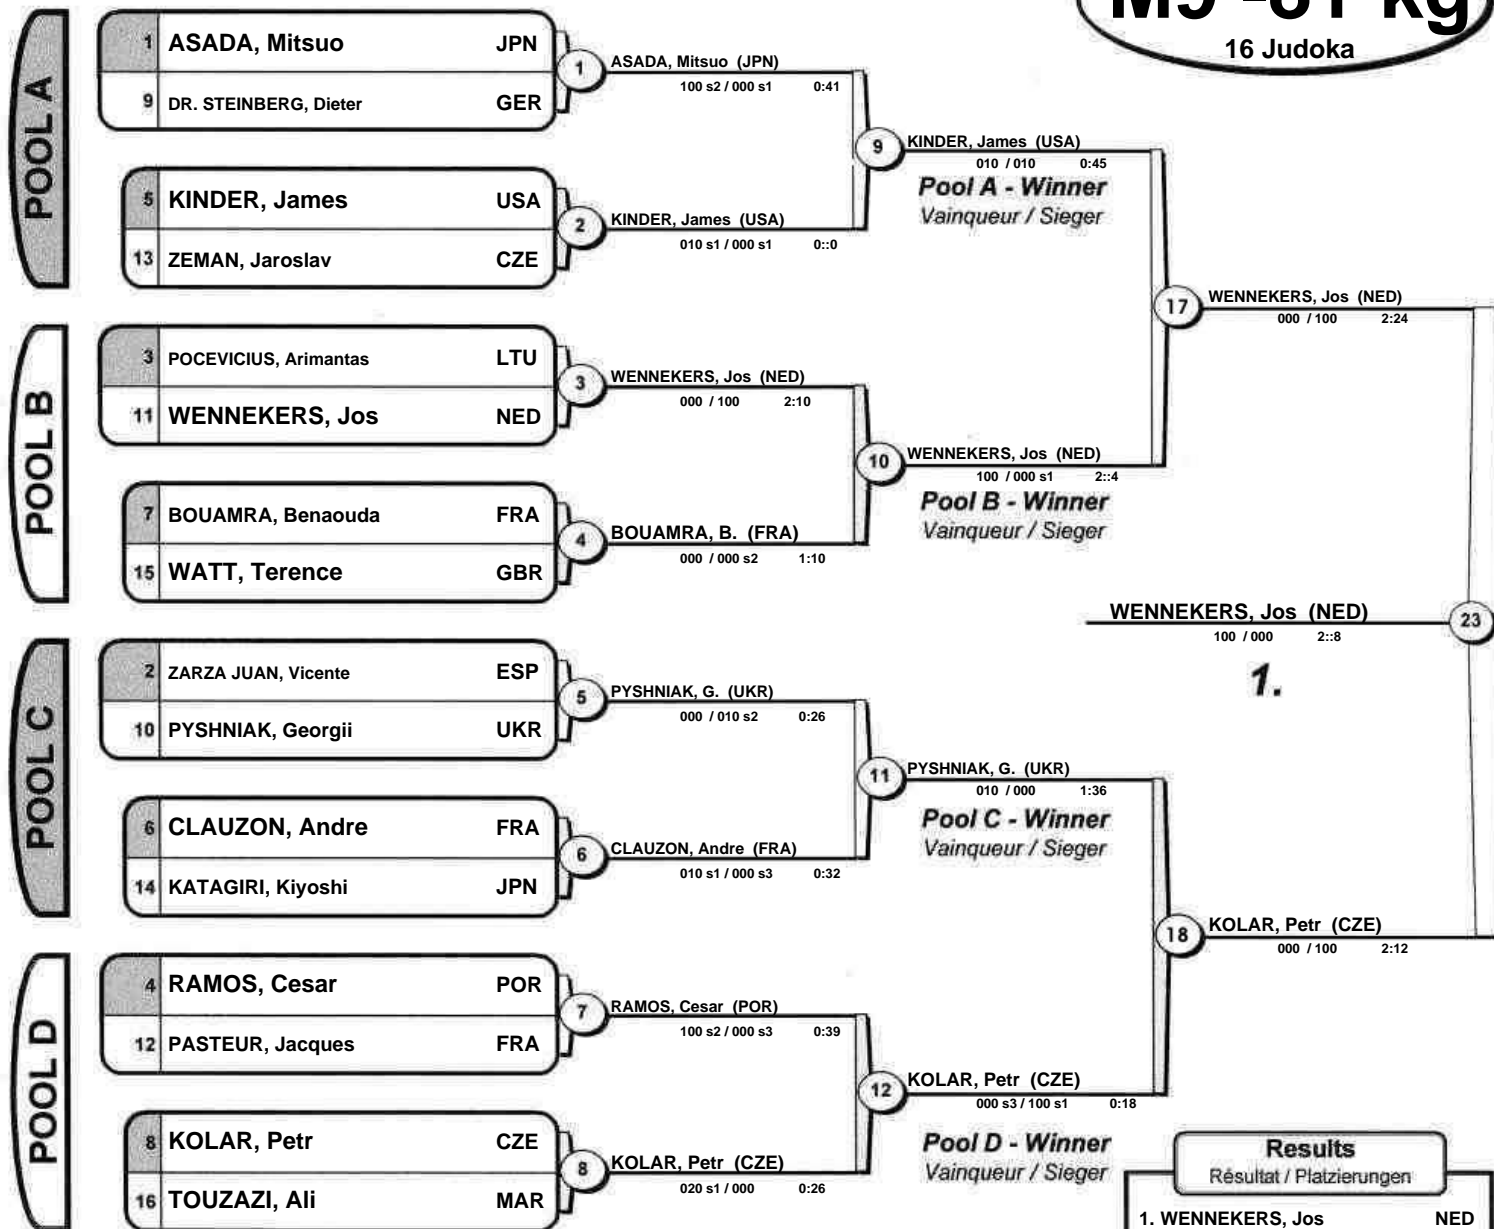 M9 -81 kg
16 Judoka
POOL A
1 ASADA, Mitsuo JPN
9 DR. STEINBERG, Dieter GER
1
ASADA, Mitsuo (JPN)
100 s2 / 000 s1 0:41
5 KINDER, James USA
13 ZEMAN, Jaroslav CZE
2
KINDER, James (USA)
010 s1 / 000 s1 0::0
9
KINDER, James (USA)
010 / 010 0:45
Pool A - Winner
Vainqueur / Sieger
POOL B
3 POCEVICIUS, Arimantas LTU
11 WENNEKERS, Jos NED
3
WENNEKERS, Jos (NED)
000 / 100 2:10
7 BOUAMRA, Benaouda FRA
15 WATT, Terence GBR
4
BOUAMRA, B. (FRA)
000 / 000 s2 1:10
10
WENNEKERS, Jos (NED)
100 / 000 s1 2::4
Pool B - Winner
Vainqueur / Sieger
17
WENNEKERS, Jos (NED)
000 / 100 2:24
POOL C
2 ZARZA JUAN, Vicente ESP
10 PYSHNIAK, Georgii UKR
5
PYSHNIAK, G. (UKR)
000 / 010 s2 0:26
6 CLAUZON, Andre FRA
14 KATAGIRI, Kiyoshi JPN
6
CLAUZON, Andre (FRA)
010 s1 / 000 s3 0:32
11
PYSHNIAK, G. (UKR)
010 / 000 1:36
Pool C - Winner
Vainqueur / Sieger
POOL D
4 RAMOS, Cesar POR
12 PASTEUR, Jacques FRA
7
RAMOS, Cesar (POR)
100 s2 / 000 s3 0:39
8 KOLAR, Petr CZE
16 TOUZAZI, Ali MAR
8
KOLAR, Petr (CZE)
020 s1 / 000 0:26
12
KOLAR, Petr (CZE)
000 s3 / 100 s1 0:18
Pool D - Winner
Vainqueur / Sieger
18
KOLAR, Petr (CZE)
000 / 100 2:12
23
WENNEKERS, Jos (NED)
100 / 000 2::8
1.
Results
Résultat / Platzierungen
1. WENNEKERS, Jos NED